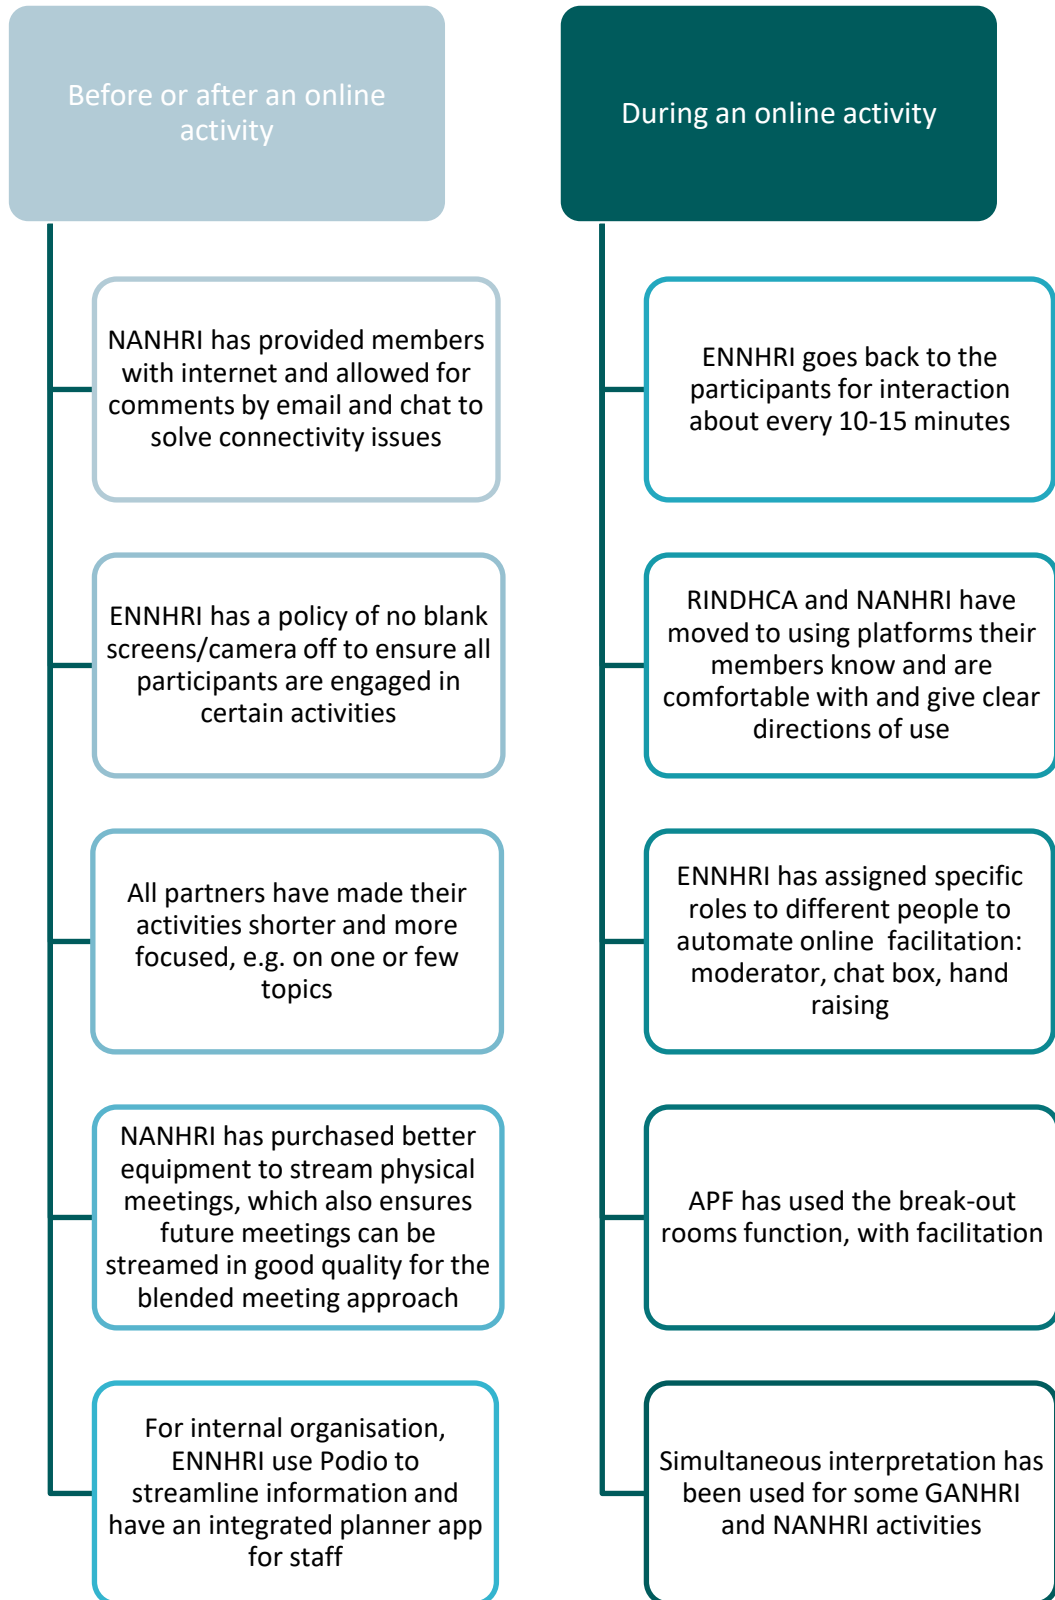 Before or after an online
activity
NANHRI has provided members
with internet and allowed for
comments by email and chat to
solve connectivity issues
ENNHRI has a policy of no blank
screens/camera off to ensure all
participants are engaged in
certain activities
All partners have made their
activities shorter and more
focused, e.g. on one or few
topics
NANHRI has purchased better
equipment to stream physical
meetings, which also ensures
future meetings can be
streamed in good quality for the
blended meeting approach
For internal organisation,
ENNHRI use Podio to
streamline information and
have an integrated planner app
for staff
During an online activity
ENNHRI goes back to the
participants for interaction
about every 10-15 minutes
RINDHCA and NANHRI have
moved to using platforms their
members know and are
comfortable with and give clear
directions of use
ENNHRI has assigned specific
roles to different people to
automate online  facilitation:
moderator, chat box, hand
raising
APF has used the break-out
rooms function, with facilitation
Simultaneous interpretation has
been used for some GANHRI
and NANHRI activities